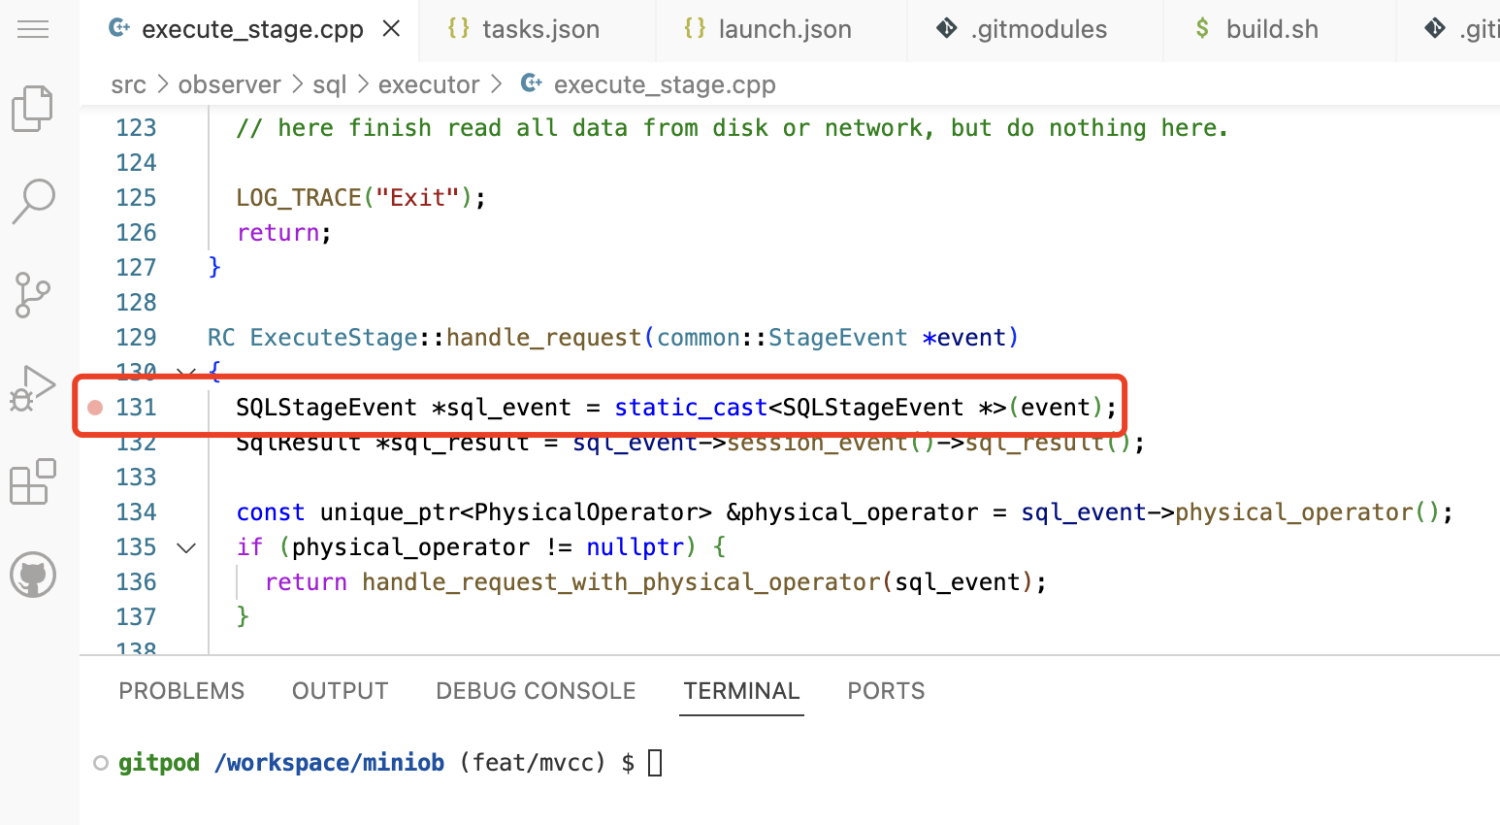 execute_stage.cpp
{} tasks.json
{} launch.json
.gitmodules
$ build.sh
.giti
src > observer > sql > executor > execute_stage.cpp
123 // here finish read all data from disk or network, but do nothing here.
124
125 LOG_TRACE("Exit");
126 return;
127 }
128
129 RC ExecuteStage::handle_request(common::StageEvent *event)
130 {
131 SQLStageEvent *sql_event = static_cast<SQLStageEvent *>(event);
132 SqlResult *sql_result = sql_event->session_event()->sql_result();
133
134 const unique_ptr<PhysicalOperator> &physical_operator = sql_event->physical_operator();
135 if (physical_operator != nullptr) {
136 return handle_request_with_physical_operator(sql_event);
137 }
138
PROBLEMS OUTPUT DEBUG CONSOLE TERMINAL PORTS
gitpod /workspace/miniob (feat/mvcc) $